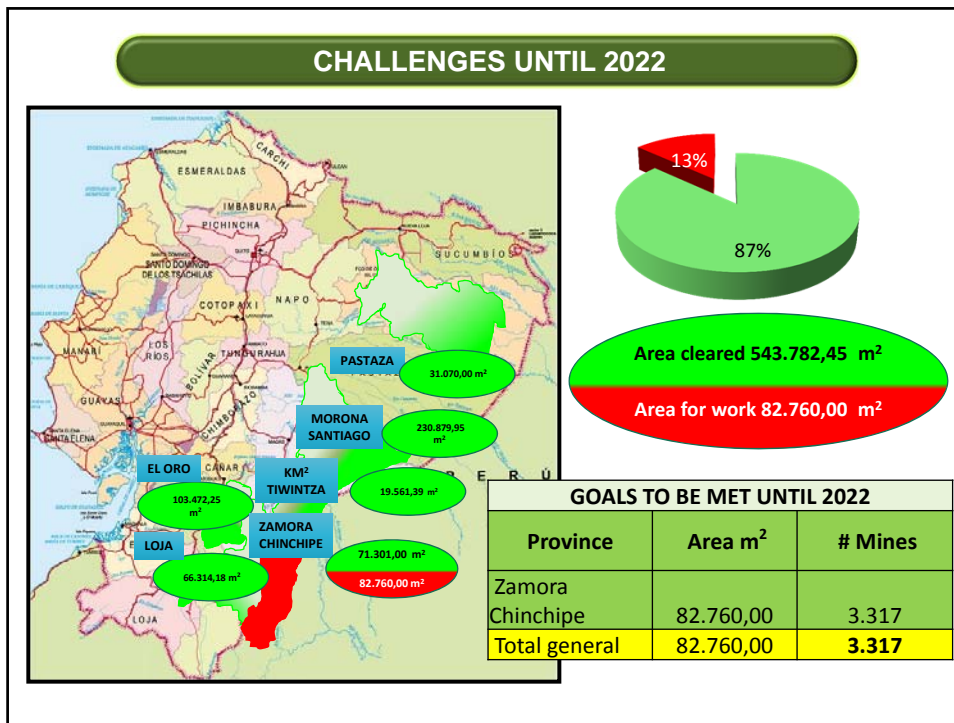 CHALLENGES UNTIL 2022
ESMERALDAS
CARCHI
IMBABURA
PICHINCHA
SUCUMBÍOS
SANTO DOMINGO
DE LOS TSÁCHILAS
NAPO
COTOPAXI
MANABÍ
LOS
RÍOS
BOLÍVAR
TUNGURAHUA
CHIMBORAZO
GUAYAS
SANTA ELENA
CAÑAR
PERÚ
LOJA
PASTAZA
31.070,00 m²
MORONA
SANTIAGO
230.879,95
m²
KM²
TIWINTZA
19.561,39 m²
EL ORO
103.472,25
m²
ZAMORA
CHINCHIPE
71.301,00 m²
82.760,00 m²
LOJA
66.314,18 m²
13%
87%
Area cleared 543.782,45 m²
Area for work 82.760,00 m²
GOALS TO BE MET UNTIL 2022
Province Area m² # Mines
Zamora
Chinchipe 82.760,00 3.317
Total general 82.760,00 3.317